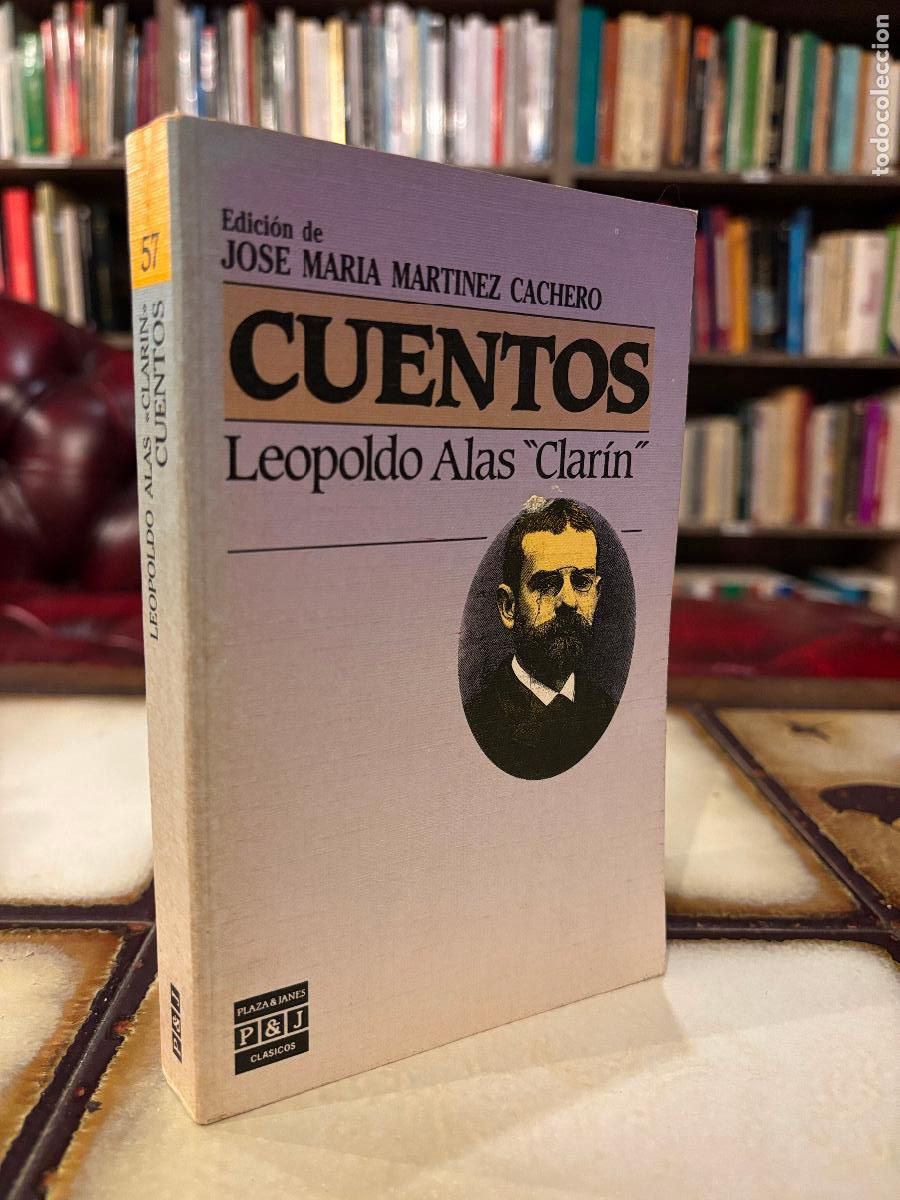 Edición de
JOSE MARIA MARTINEZ CACHERO
CUENTOS
Leopoldo Alas "Clarín"
PLAZA & JANES
P & J
CLASICOS
57
LEOPOLDO ALAS «CLARIN»
CUENTOS
P & J
todocoleccion